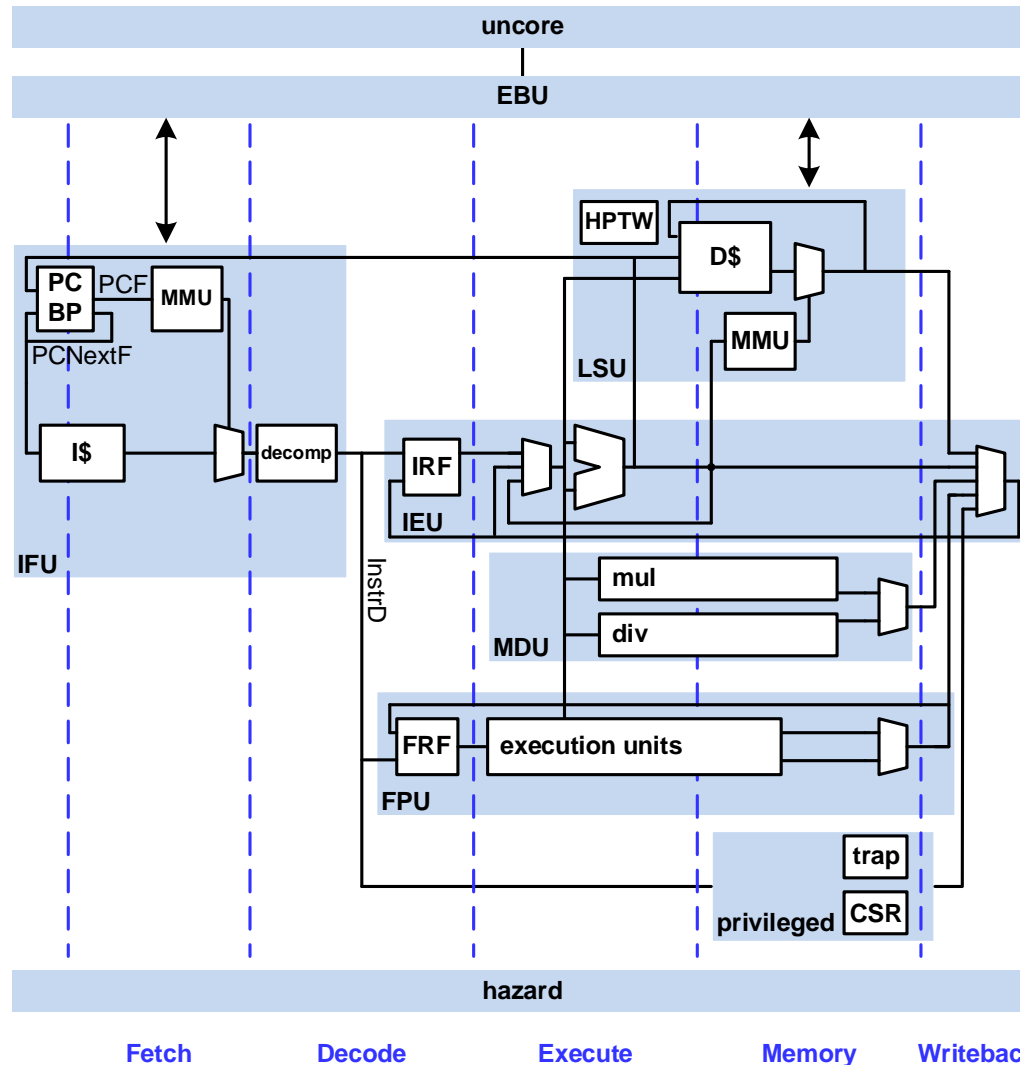 uncore
EBU
HPTW
D$
PC
BP
PCF
MMU
MMU
PCNextF
LSU
I$
decomp
IRF
IEU
IFU
InstrD
mul
div
MDU
FRF
execution units
FPU
trap
CSR
privileged
hazard
Fetch
Decode
Execute
Memory
Writebac